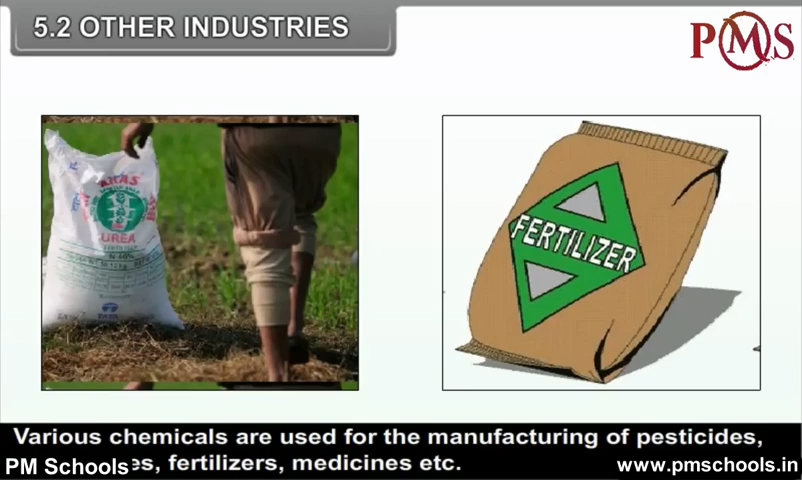 5.2 OTHER INDUSTRIES
PMS
UREA
FERTILIZER
Various chemicals are used for the manufacturing of pesticides,
PM Schools
es, fertilizers, medicines etc.
www.pmschools.in